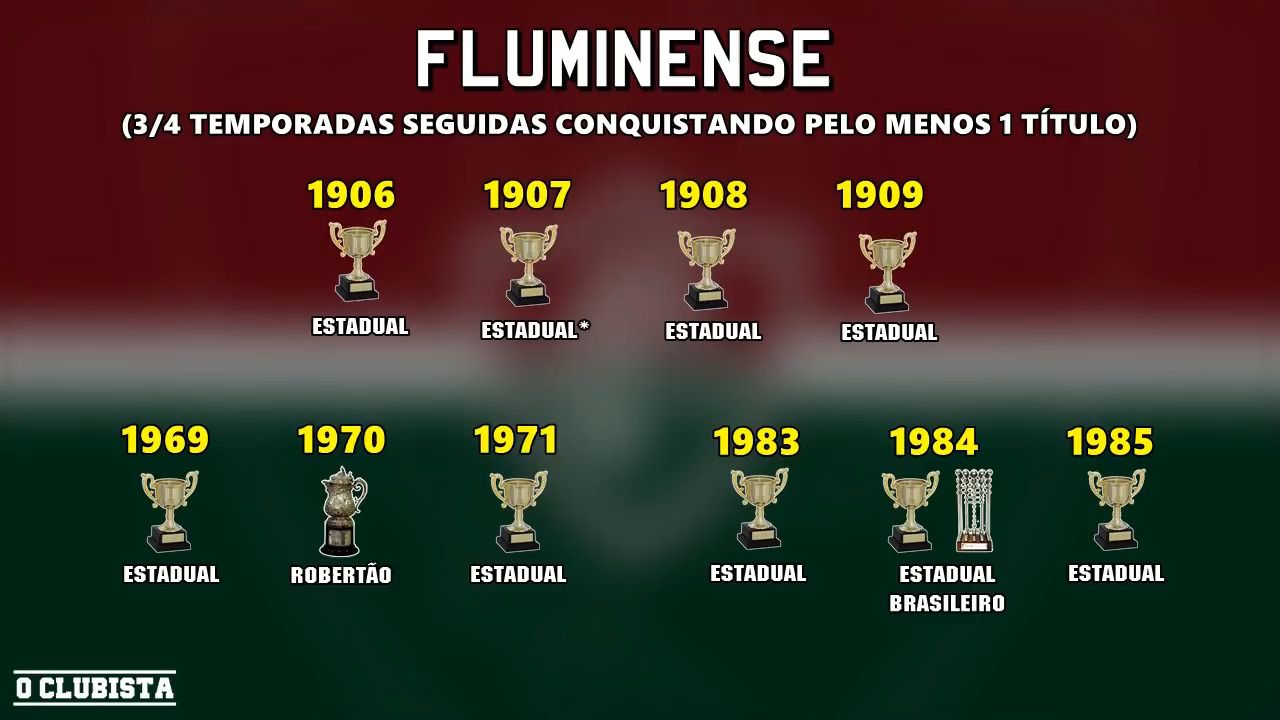 FLUMINENSE
(3/4 TEMPORADAS SEGUIDAS CONQUISTANDO PELO MENOS 1 TÍTULO)
1906 1907 1908 1909
ESTADUAL ESTADUAL* ESTADUAL ESTADUAL
1969 1970 1971 1983 1984 1985
ESTADUAL ROBERTÃO ESTADUAL ESTADUAL ESTADUAL ESTADUAL
BRASILEIRO
O CLUBISTA